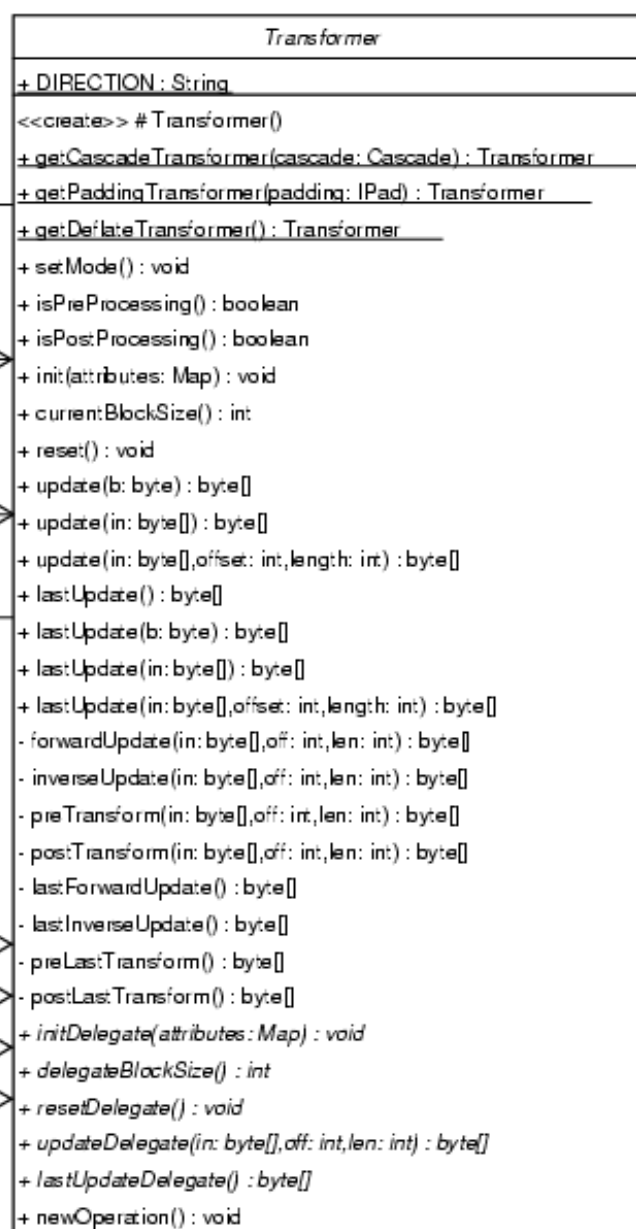 Transformer
+ DIRECTION : String
<<create>> # Transformer()
+ getCascadeTransformer(cascade: Cascade) : Transformer
+ getPaddingTransformer(padding: IPad) : Transformer
+ getDeflateTransformer() : Transformer
+ setMode() : void
+ isPreProcessing() : boolean
+ isPostProcessing() : boolean
+ init(attributes: Map) : void
+ currentBlockSize() : int
+ reset() : void
+ update(b: byte) : byte[]
+ update(in: byte[]) : byte[]
+ update(in: byte[],offset: int,length: int) : byte[]
+ lastUpdate() : byte[]
+ lastUpdate(b: byte) : byte[]
+ lastUpdate(in: byte[]) : byte[]
+ lastUpdate(in: byte[],offset: int,length: int) : byte[]
- forwardUpdate(in: byte[],off: int,len: int) : byte[]
- inverseUpdate(in: byte[],off: int,len: int) : byte[]
- preTransform(in: byte[],off: int,len: int) : byte[]
- postTransform(in: byte[],off: int,len: int) : byte[]
- lastForwardUpdate() : byte[]
- lastInverseUpdate() : byte[]
- preLastTransform() : byte[]
- postLastTransform() : byte[]
+ initDelegate(attributes: Map) : void
+ delegateBlockSize() : int
+ resetDelegate() : void
+ updateDelegate(in: byte[],off: int,len: int) : byte[]
+ lastUpdateDelegate() : byte[]
+ newOperation() : void